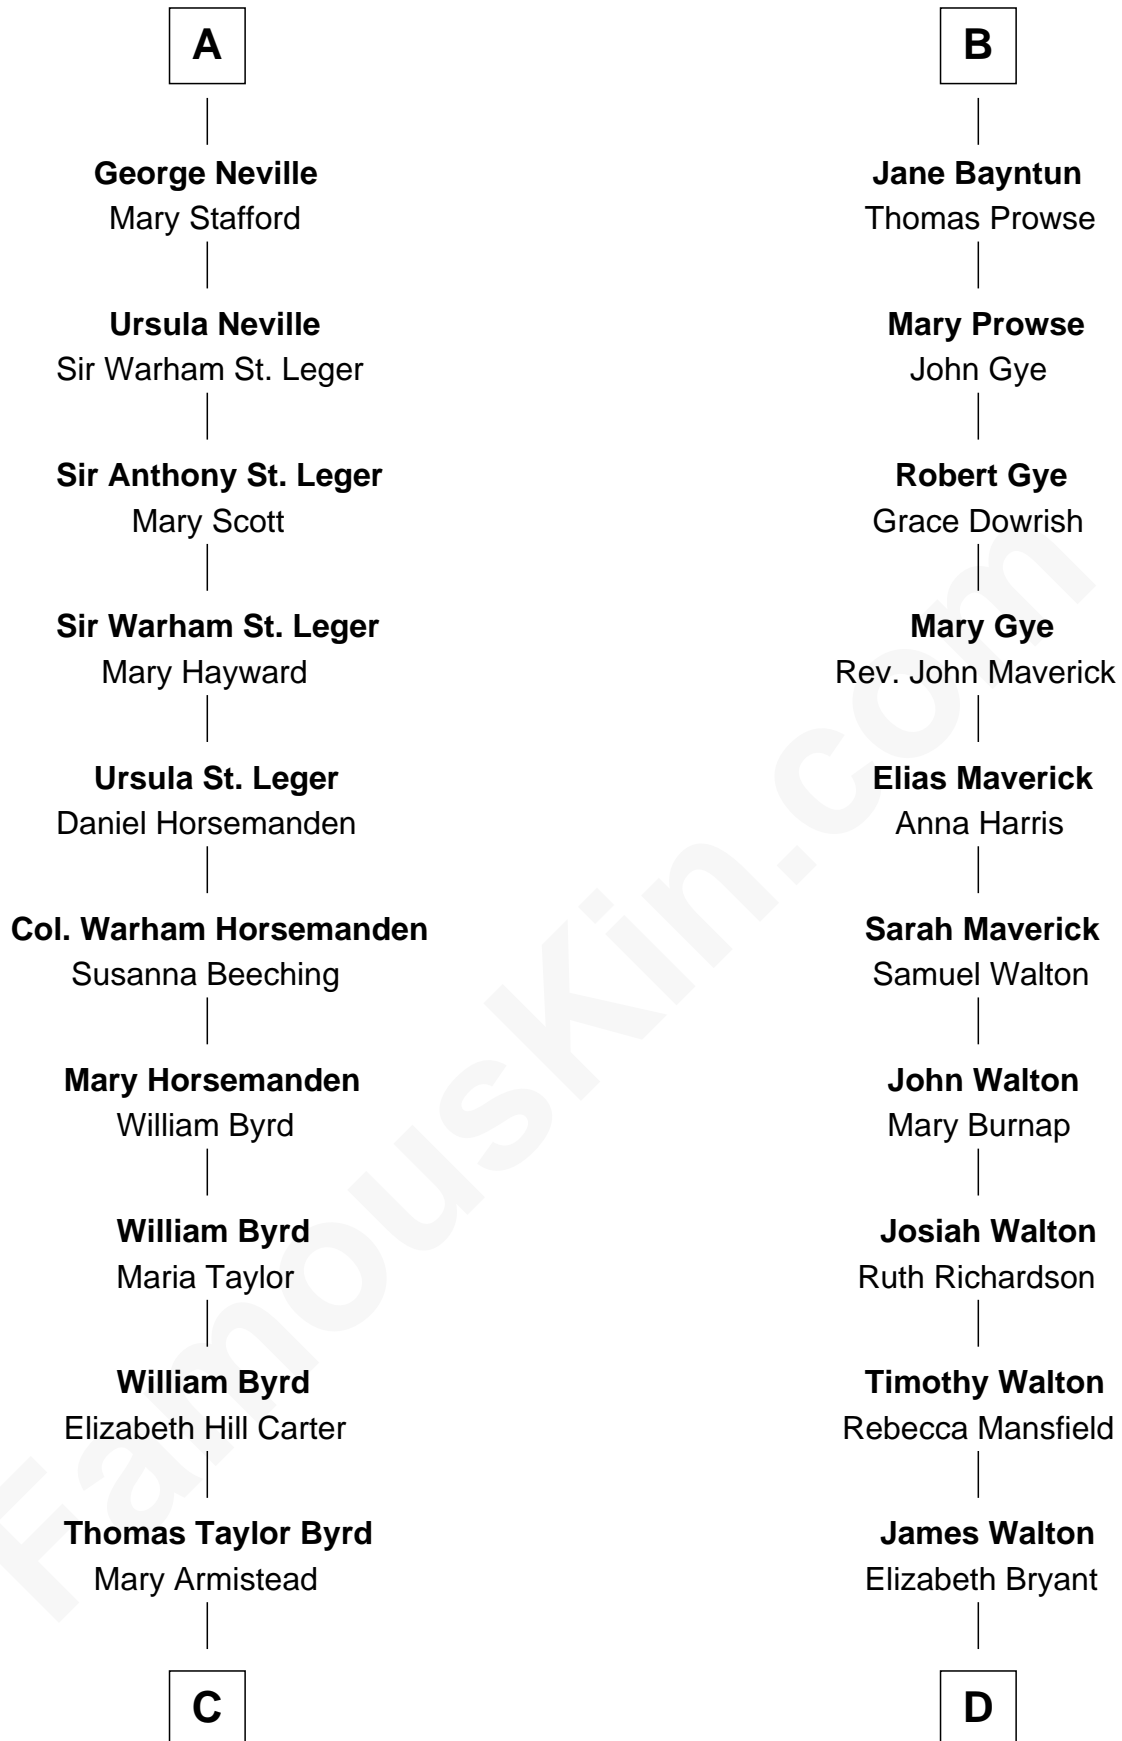 A
George Neville
Mary Stafford
Ursula Neville
Sir Warham St. Leger
Sir Anthony St. Leger
Mary Scott
Sir Warham St. Leger
Mary Hayward
Ursula St. Leger
Daniel Horsemanden
Col. Warham Horsemanden
Susanna Beeching
Mary Horsemanden
William Byrd
William Byrd
Maria Taylor
William Byrd
Elizabeth Hill Carter
Thomas Taylor Byrd
Mary Armistead
C
B
Jane Bayntun
Thomas Prowse
Mary Prowse
John Gye
Robert Gye
Grace Dowrish
Mary Gye
Rev. John Maverick
Elias Maverick
Anna Harris
Sarah Maverick
Samuel Walton
John Walton
Mary Burnap
Josiah Walton
Ruth Richardson
Timothy Walton
Rebecca Mansfield
James Walton
Elizabeth Bryant
D
FamousKin.com